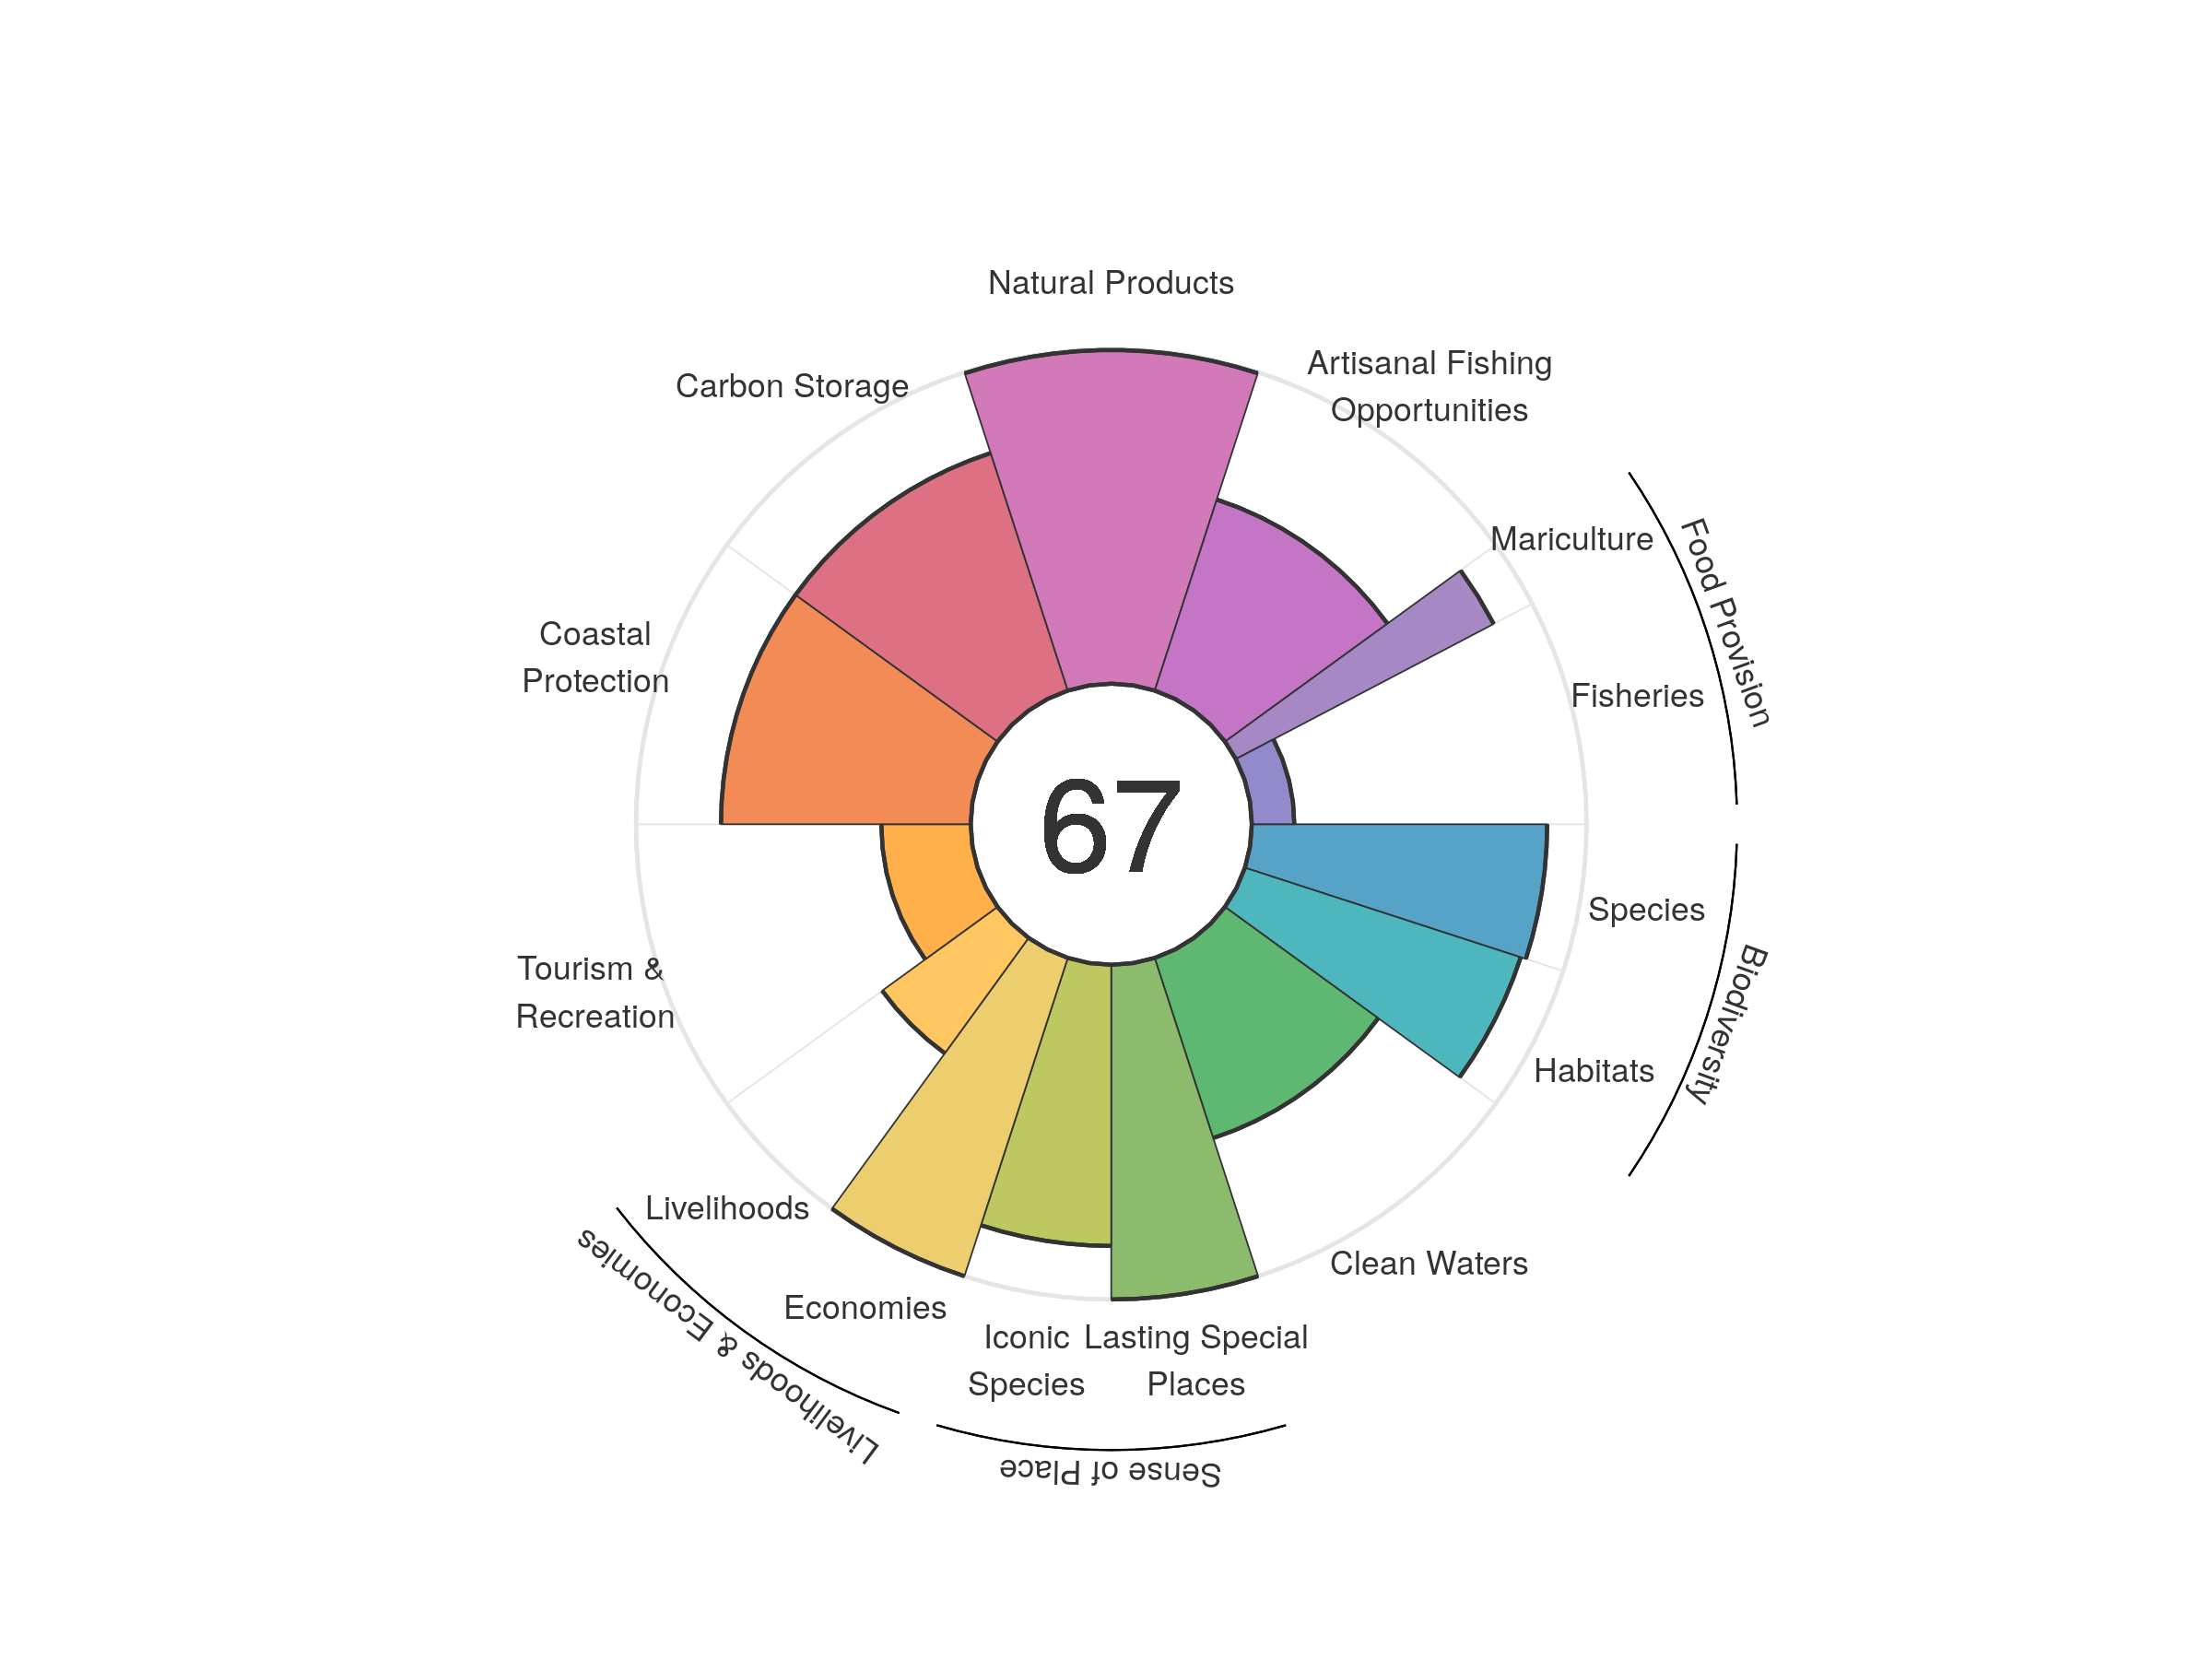 Natural Products
Carbon Storage
Artisanal Fishing
Opportunities
Mariculture
Food Provision
Coastal
Protection
Fisheries
67
Species
Biodiversity
Tourism &
Recreation
Habitats
Livelihoods
Clean Waters
Economies
Livelihoods & Economies
Iconic
Species
Lasting Special
Places
Sense of Place